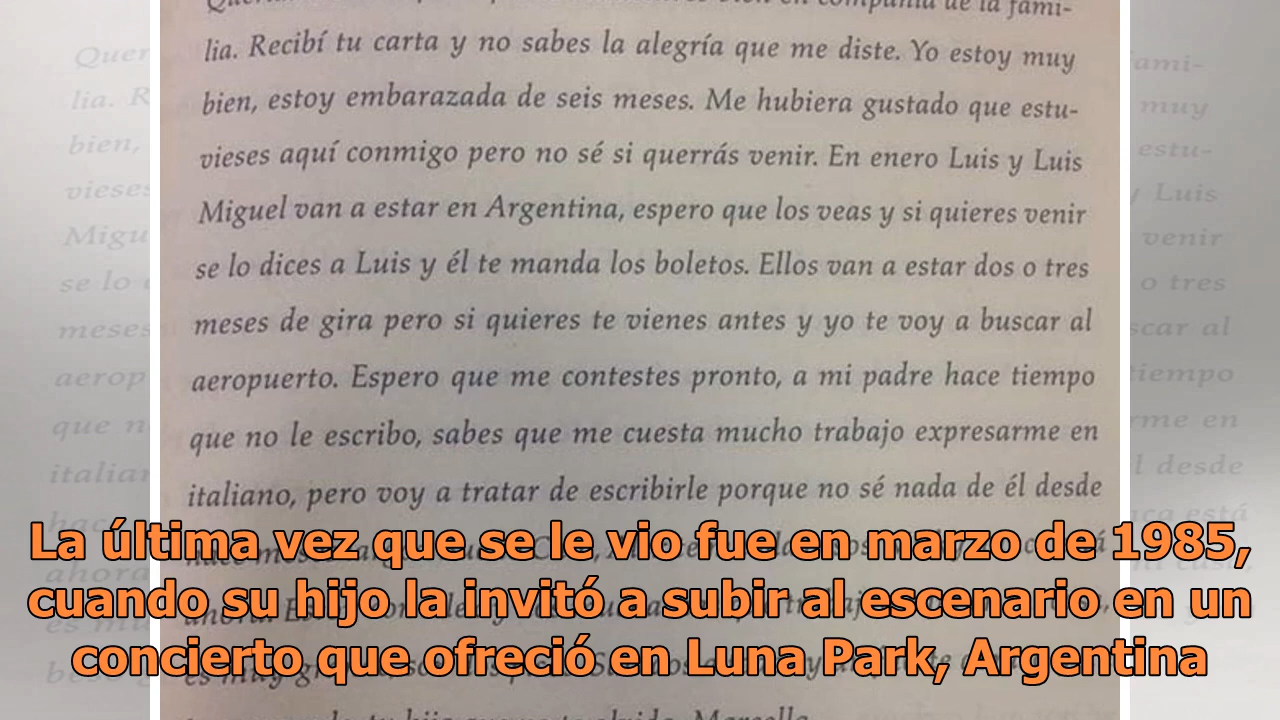 en compañía de la fami-
lia. Recibí tu carta y no sabes la alegría que me diste. Yo estoy muy
bien, estoy embarazada de seis meses. Me hubiera gustado que estu-
vieses aquí conmigo pero no sé si querrás venir. En enero Luis y Luis
Miguel van a estar en Argentina, espero que los veas y si quieres venir
se lo dices a Luis y él te manda los boletos. Ellos van a estar dos o tres
meses de gira pero si quieres te vienes antes y yo te voy a buscar al
aeropuerto. Espero que me contestes pronto, a mi padre hace tiempo
que no le escribo, sabes que me cuesta mucho trabajo expresarme en
italiano, pero voy a tratar de escribirle porque no sé nada de él desde
La última vez que se le vio fue en marzo de 1985,
cuando su hijo la invitó a subir al escenario en un
concierto que ofreció en Luna Park, Argentina
Marcella